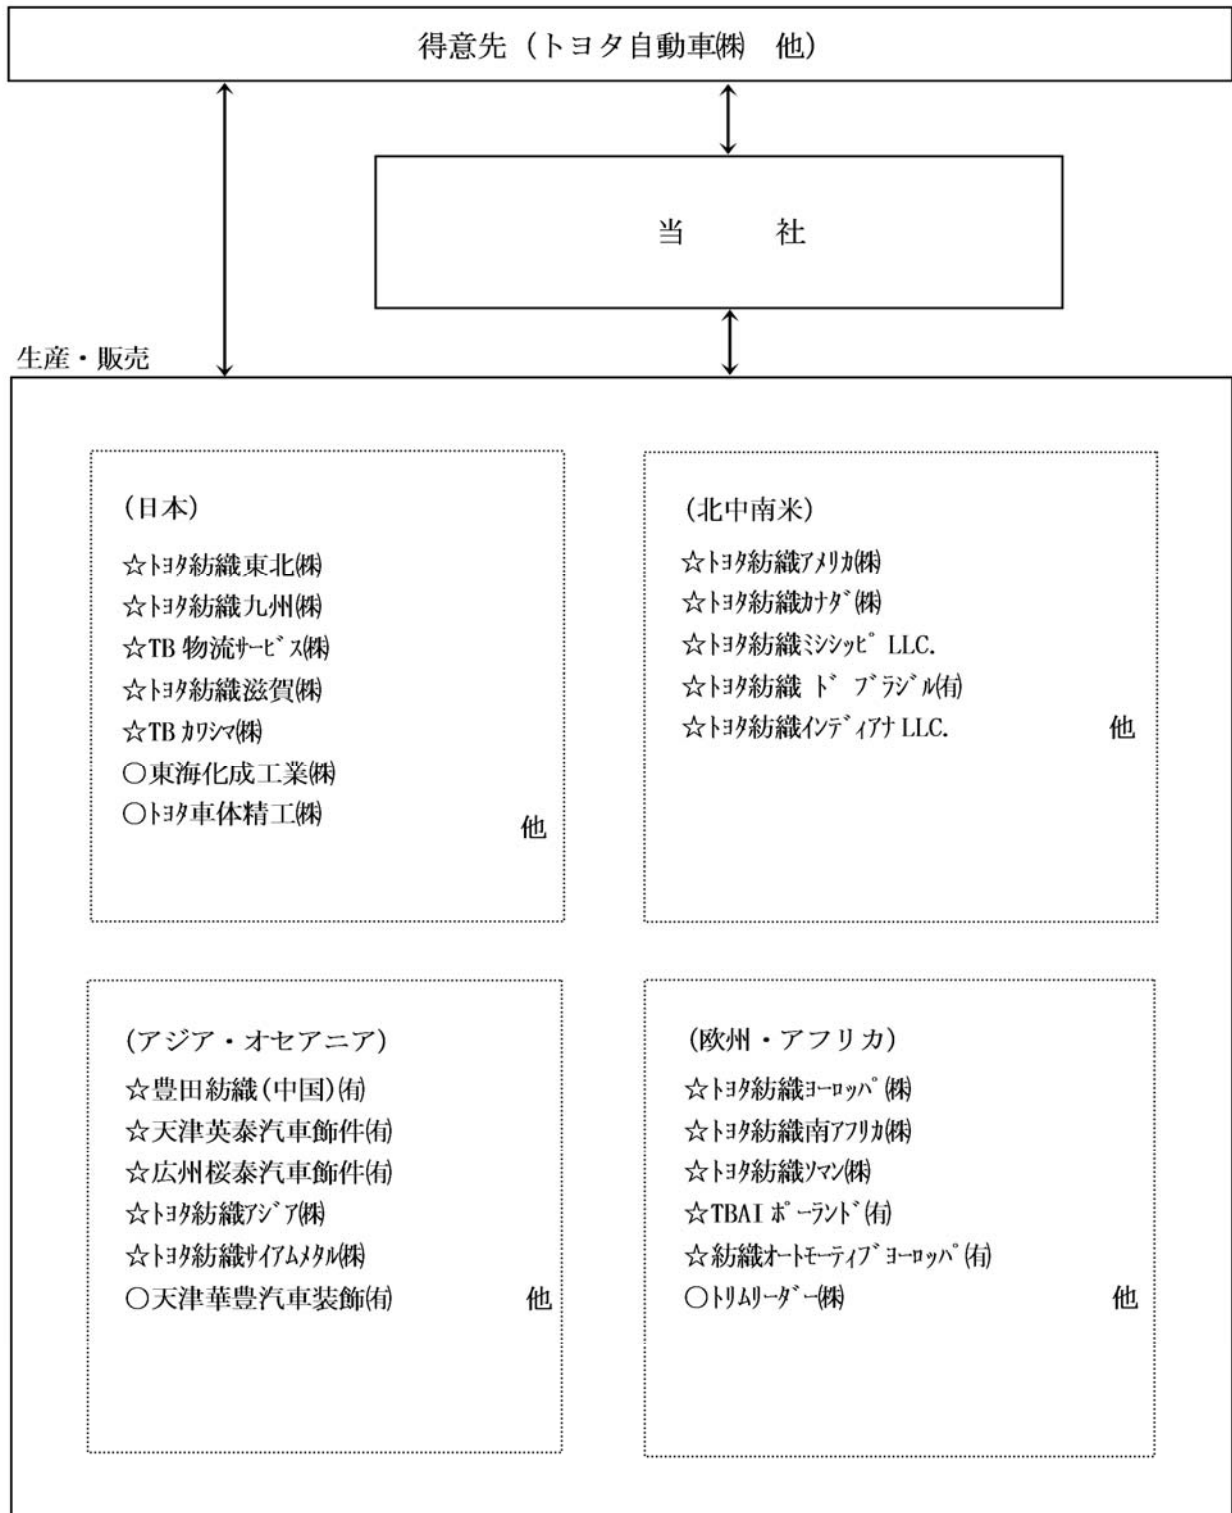 得意先（トヨタ自動車㈱　他）
当　　社
生産・販売
(日本)
☆ﾄﾖﾀ紡織東北㈱
☆ﾄﾖﾀ紡織九州㈱
☆TB 物流ｻｰﾋﾞｽ㈱
☆ﾄﾖﾀ紡織滋賀㈱
☆TB ｶﾜｼﾏ㈱
○東海化成工業㈱
○ﾄﾖﾀ車体精工㈱
他
(北中南米)
☆ﾄﾖﾀ紡織ｱﾒﾘｶ㈱
☆ﾄﾖﾀ紡織ｶﾅﾀﾞ㈱
☆ﾄﾖﾀ紡織ﾐｼｼｯﾋﾟ LLC.
☆ﾄﾖﾀ紡織 ﾄﾞ ﾌﾞﾗｼﾞﾙ㈲
☆ﾄﾖﾀ紡織ｲﾝﾃﾞｨｱﾅ LLC.　他
(アジア・オセアニア)
☆豊田紡織(中国)㈲
☆天津英泰汽車飾件㈲
☆広州桜泰汽車飾件㈲
☆ﾄﾖﾀ紡織ｱｼﾞｱ㈱
☆ﾄﾖﾀ紡織ｻｲｱﾑﾒﾀﾙ㈱
○天津華豊汽車装飾㈲　他
(欧州・アフリカ)
☆ﾄﾖﾀ紡織ﾖｰﾛｯﾊﾟ㈱
☆ﾄﾖﾀ紡織南ｱﾌﾘｶ㈱
☆ﾄﾖﾀ紡織ｿﾏﾝ㈱
☆TBAI ﾎﾟｰﾗﾝﾄﾞ㈲
☆紡織ｵｰﾄﾓｰﾃｨﾌﾞﾖｰﾛｯﾊﾟ㈲
○ﾄﾘﾑﾘｰﾀﾞｰ㈱　他